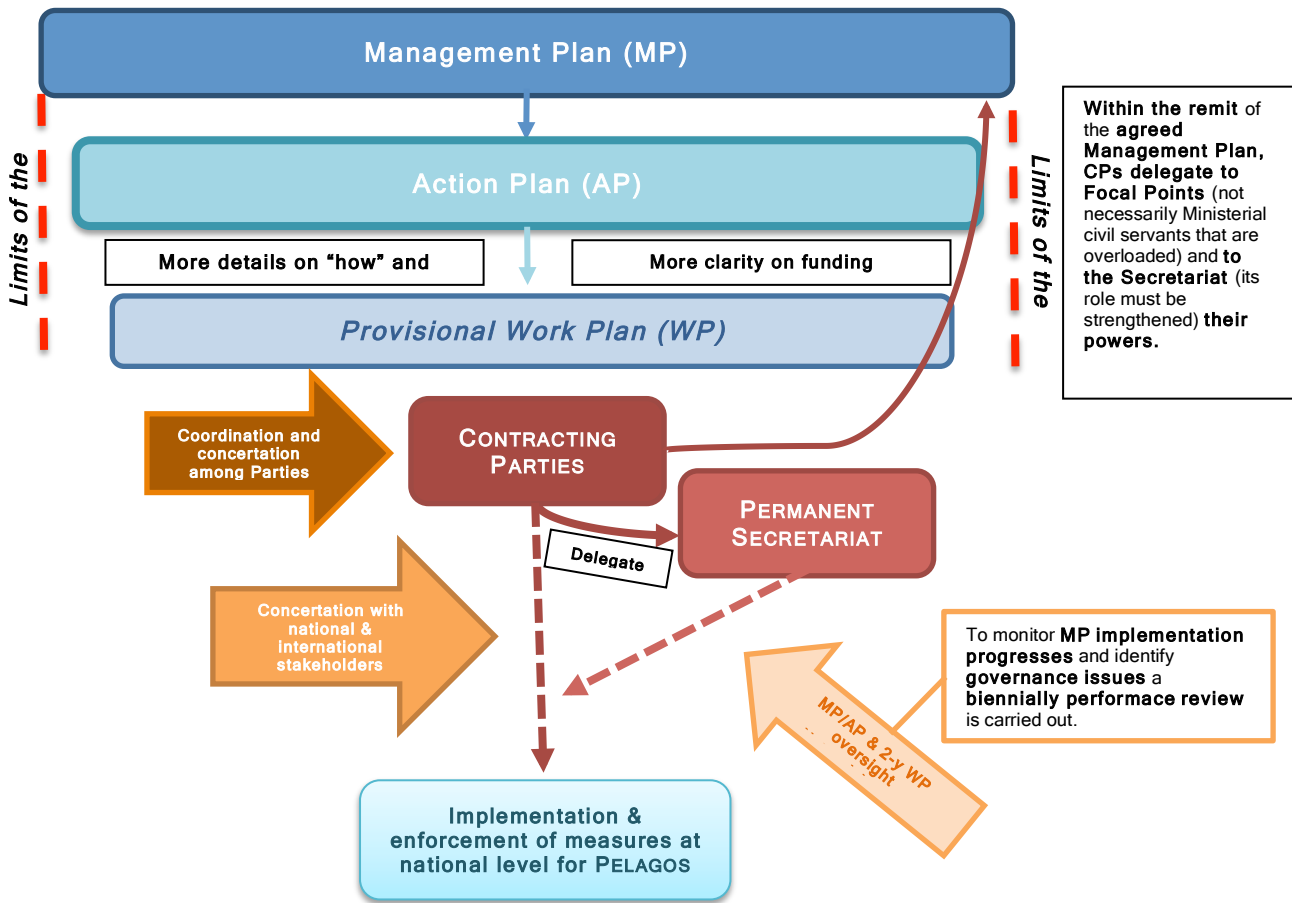 Management Plan (MP)
Action Plan (AP)
More details on “how” and
More clarity on funding
Provisional Work Plan (WP)
Limits of the
Limits of the
Within the remit of
the agreed
Management Plan,
CPs delegate to
Focal Points (not
necessarily Ministerial
civil servants that are
overloaded) and to
the Secretariat (its
role must be
strengthened) their
powers.
Coordination and
concertation
among Parties
CONTRACTING
PARTIES
PERMANENT
SECRETARIAT
Delegate
Concertation with
national &
international
stakeholders
To monitor MP implementation
progresses and identify
governance issues a
biennially performace review
is carried out.
MP/AP & 2-y WP
oversight
Implementation &
enforcement of measures at
national level for PELAGOS